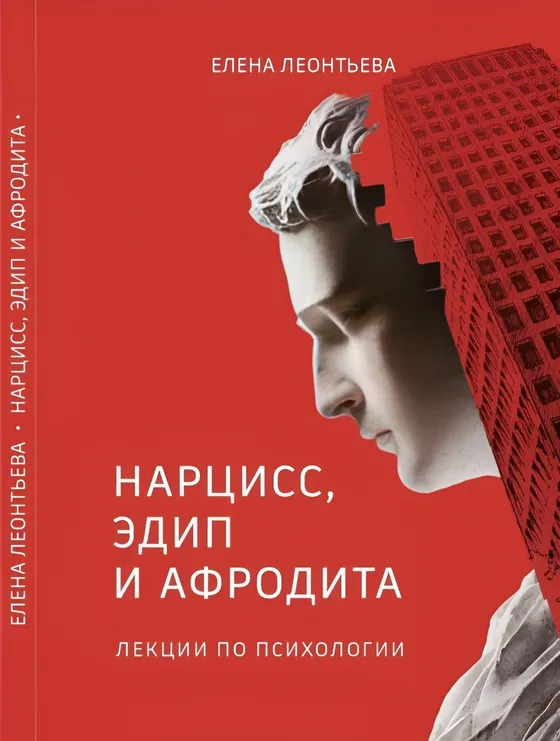 ЕЛЕНА ЛЕОНТЬЕВА
НАРЦИСС,
ЭДИП
И АФРОДИТА
ЛЕКЦИИ ПО ПСИХОЛОГИИ
ЕЛЕНА ЛЕОНТЬЕВА • НАРЦИСС, ЭДИП И АФРОДИТА •